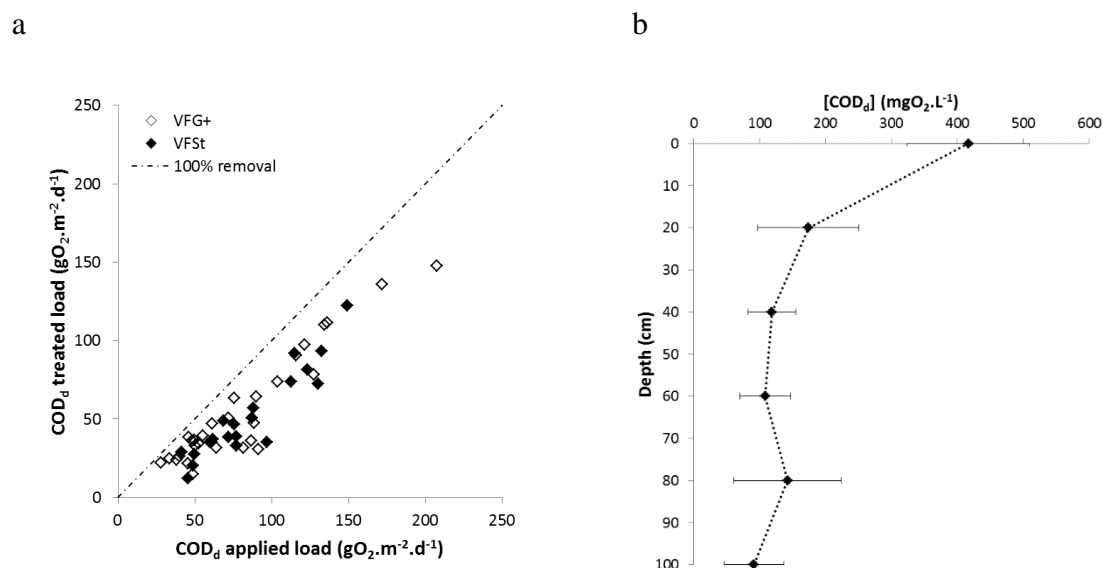 a
250
200
150
100
50
0
VFG+
VFSt
100% removal
COD_d treated load (gO₂.m⁻².d⁻¹)
0 50 100 150 200 250
COD_d applied load (gO₂.m⁻².d⁻¹)
b
[COD_d] (mgO₂.L⁻¹)
0 100 200 300 400 500 600
0
10
20
30
40
50
60
70
80
90
100
Depth (cm)